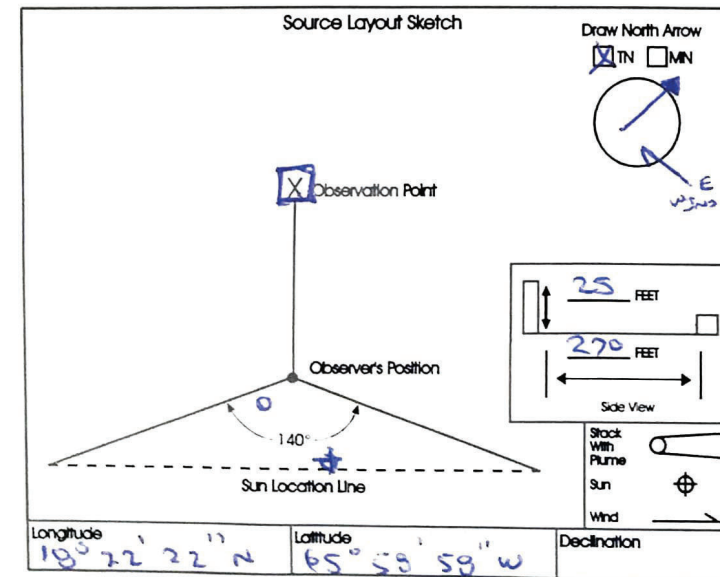 Source Layout Sketch
Draw North Arrow
X TN MN
X Observation Point
E
WIND
25 FEET
270 FEET
Side View
Observer's Position
O
140°
Sun Location Line
Stack
With
Plume
Sun
Wind
Longitude
18° 22' 22" N
Latitude
65° 59' 59" W
Declination